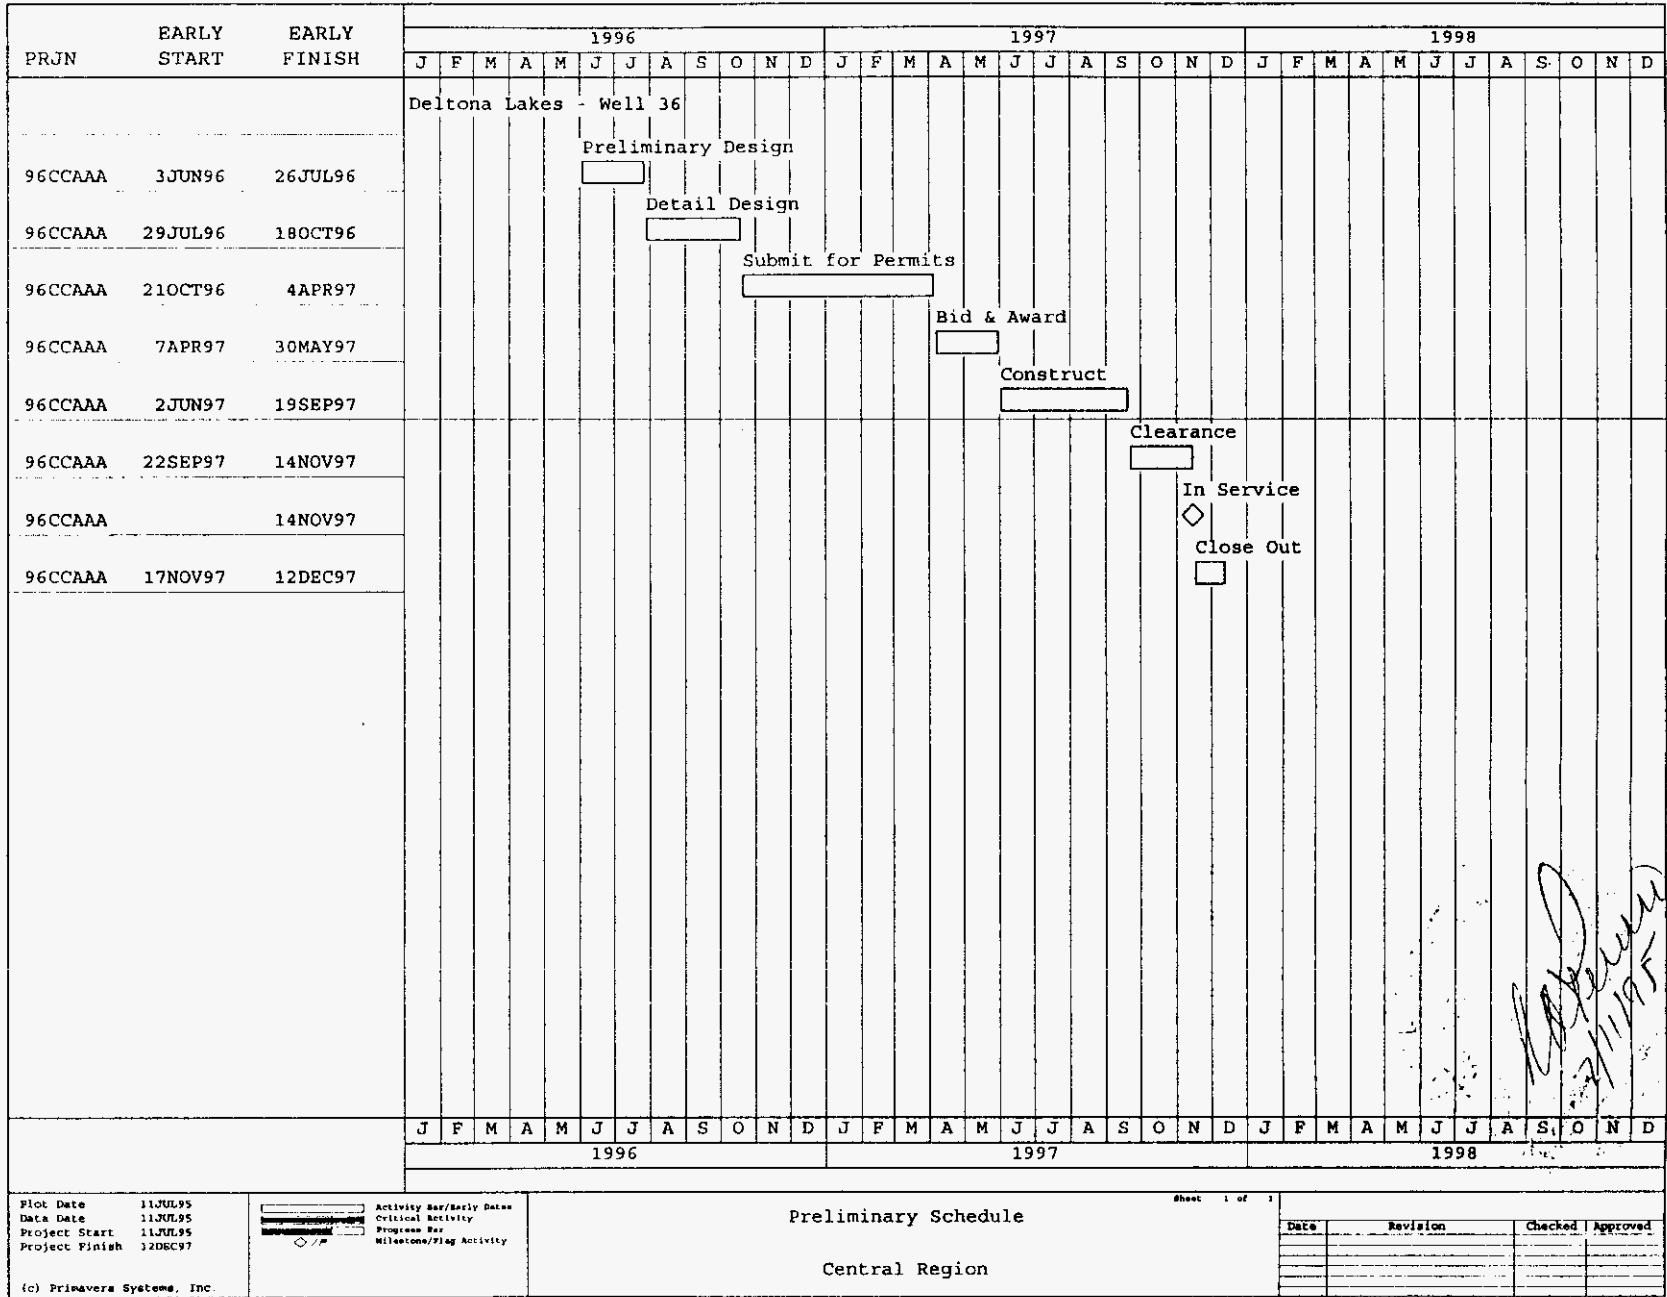 PRJN EARLY START EARLY FINISH
1996 1997 1998
J F M A M J J A S O N D J F M A M J J A S O N D J F M A M J J A S O N D
Deltona Lakes - Well 36
Preliminary Design
96CCAAA 3JUN96 26JUL96
Detail Design
96CCAAA 29JUL96 18OCT96
Submit for Permits
96CCAAA 21OCT96 4APR97
Bid & Award
96CCAAA 7APR97 30MAY97
Construct
96CCAAA 2JUN97 19SEP97
Clearance
96CCAAA 22SEP97 14NOV97
In Service
96CCAAA 14NOV97
Close Out
96CCAAA 17NOV97 12DEC97
7/11/95
J F M A M J J A S O N D J F M A M J J A S O N D J F M A M J J A S O N D
1996 1997 1998
Plot Date 11JUL95
Data Date 11JUL95
Project Start 11JUL95
Project Finish 12DEC97
(c) Primavera Systems, Inc.
Activity Bar/Early Dates
Critical Activity
Progress Bar
Milestone/Flag Activity
Preliminary Schedule
Central Region
Sheet 1 of 1
Date Revision Checked Approved